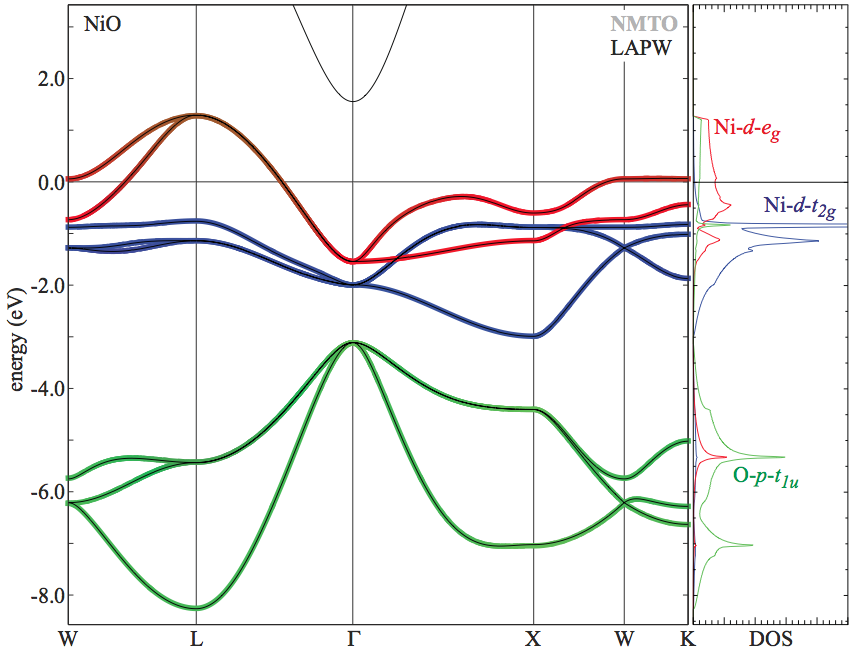 NiO
NMTO
LAPW
2.0
0.0
-2.0
-4.0
-6.0
-8.0
energy (eV)
W
L
Γ
X
W
K
DOS
Ni-d-eg
Ni-d-t2g
O-p-t1u